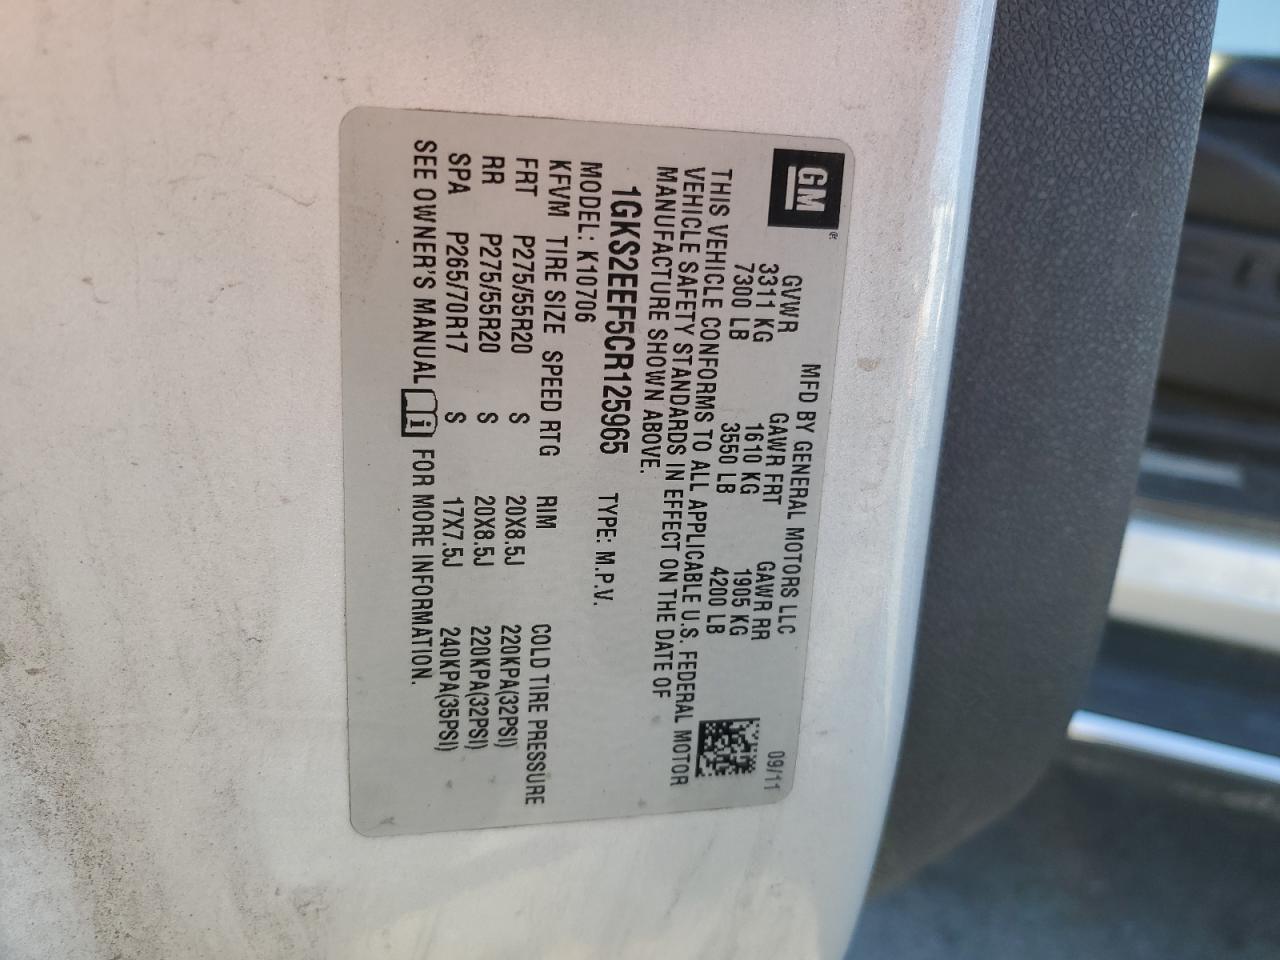 GM
MFD BY GENERAL MOTORS LLC 09/11
GVWR GAWR FRT GAWR RR
3311 KG 1610 KG 1905 KG
7300 LB 3550 LB 4200 LB
THIS VEHICLE CONFORMS TO ALL APPLICABLE U.S. FEDERAL MOTOR
VEHICLE SAFETY STANDARDS IN EFFECT ON THE DATE OF
MANUFACTURE SHOWN ABOVE.
1GKS2EEF5CR125965 TYPE: M.P.V.
MODEL: K10706
KFVM TIRE SIZE SPEED RTG RIM COLD TIRE PRESSURE
FRT P275/55R20 S 20X8.5J 220KPA(32PSI)
RR P275/55R20 S 20X8.5J 220KPA(32PSI)
SPA P265/70R17 S 17X7.5J 240KPA(35PSI)
SEE OWNER'S MANUAL i FOR MORE INFORMATION.